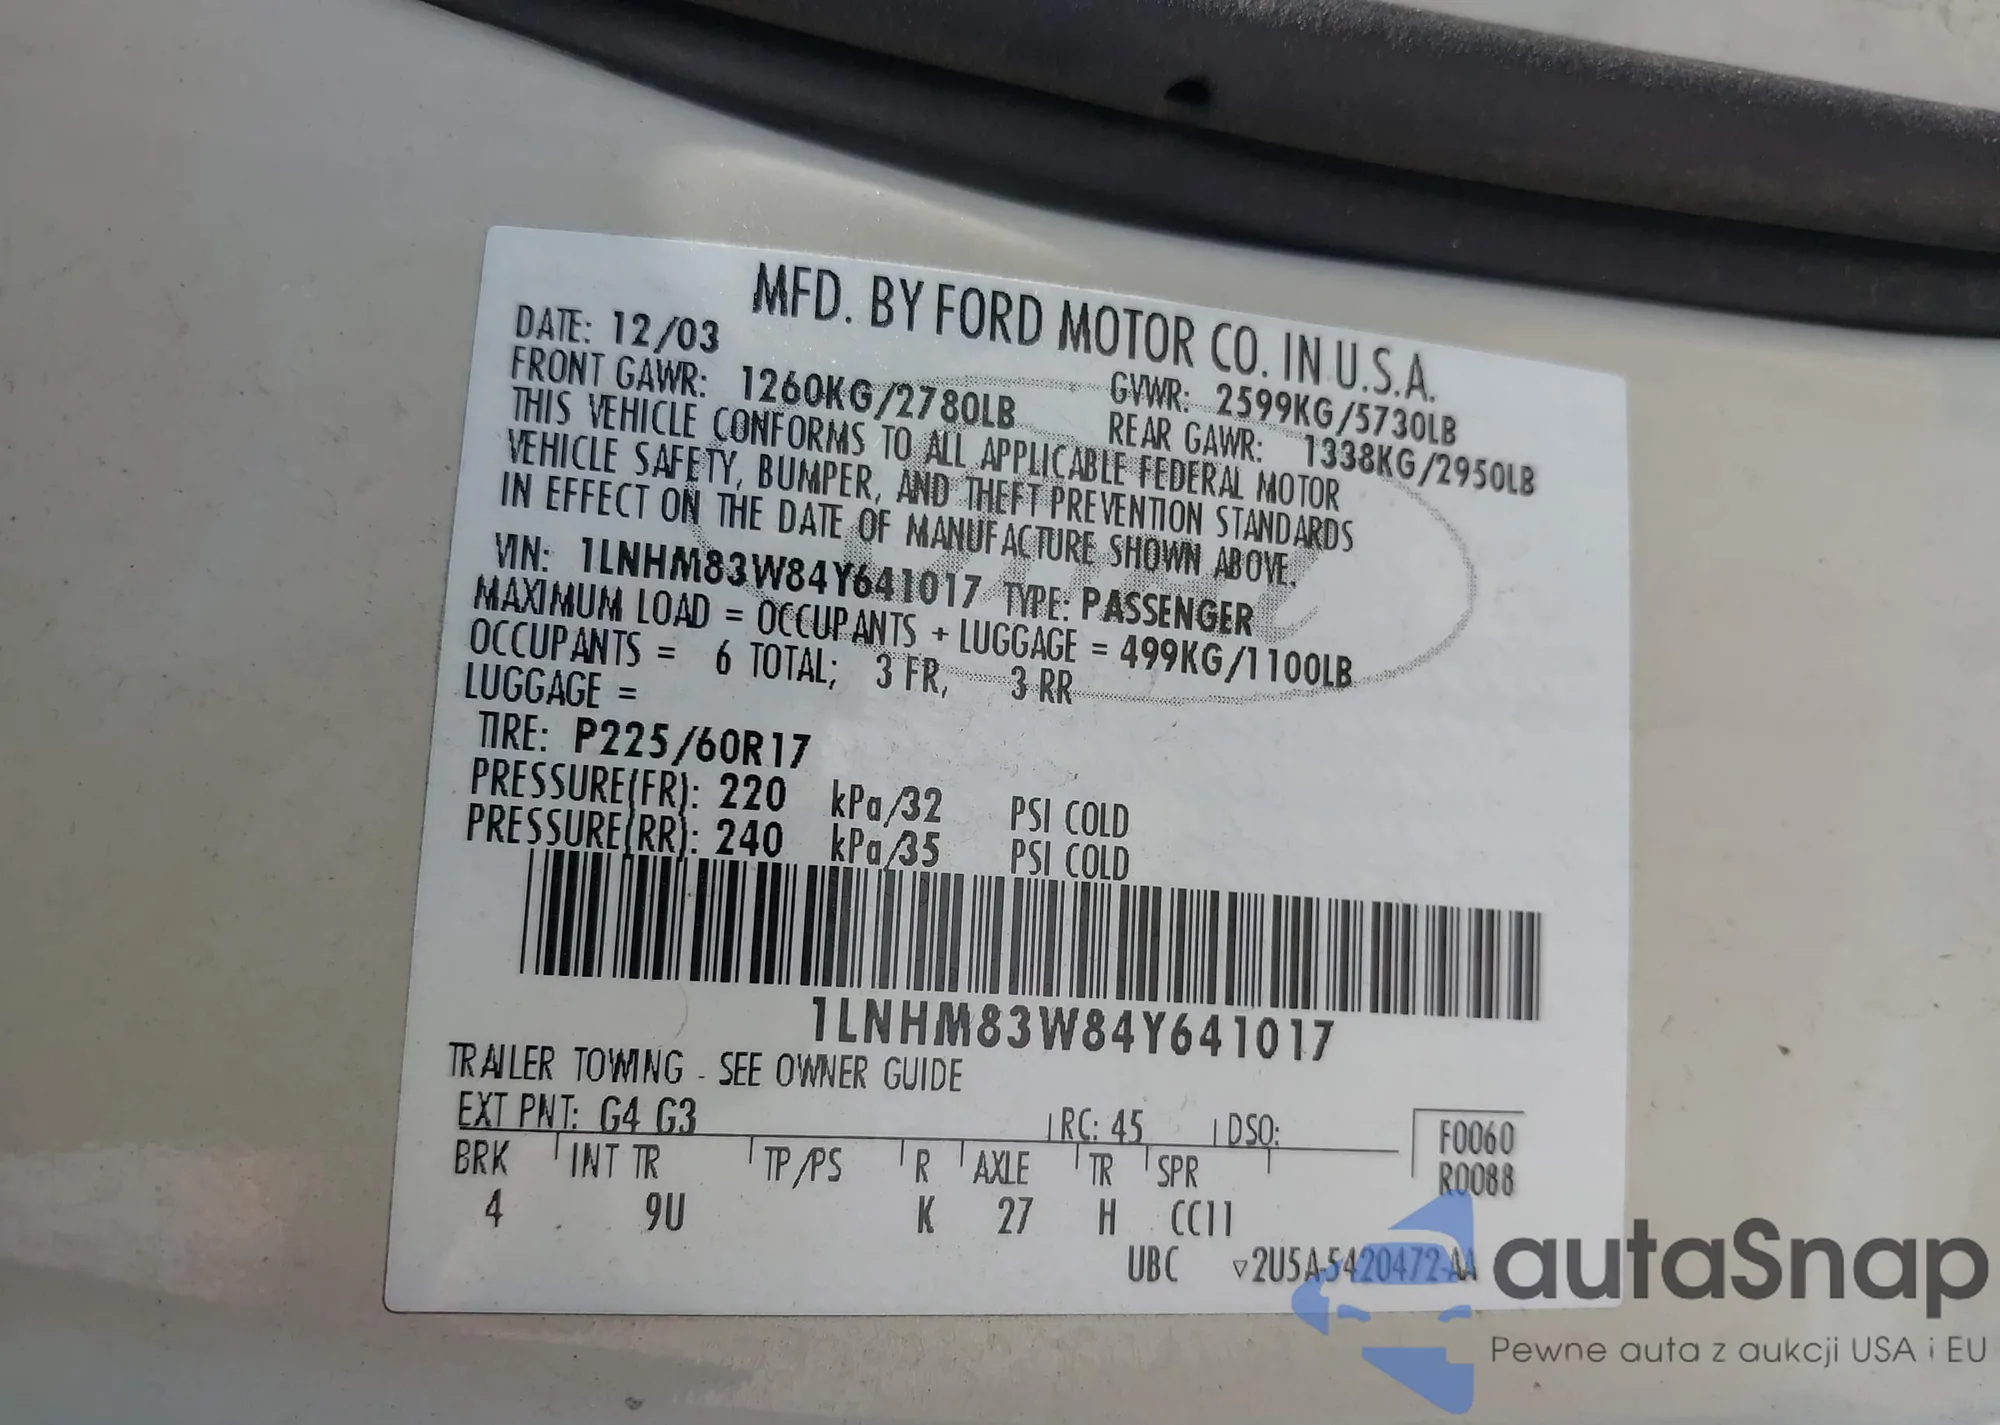 MFD. BY FORD MOTOR CO. IN U.S.A.
DATE: 12/03 GVWR: 2599KG/5730LB
FRONT GAWR: 1260KG/2780LB REAR GAWR: 1338KG/2950LB
THIS VEHICLE CONFORMS TO ALL APPLICABLE FEDERAL MOTOR
VEHICLE SAFETY, BUMPER, AND THEFT PREVENTION STANDARDS
IN EFFECT ON THE DATE OF MANUFACTURE SHOWN ABOVE.
VIN: 1LNHM83W84Y641017 TYPE: PASSENGER
MAXIMUM LOAD = OCCUPANTS + LUGGAGE = 499KG/1100LB
OCCUPANTS = 6 TOTAL; 3 FR, 3 RR
LUGGAGE =
TIRE: P225/60R17
PRESSURE(FR): 220 kPa/32 PSI COLD
PRESSURE(RR): 240 kPa/35 PSI COLD
1LNHM83W84Y641017
TRAILER TOWING - SEE OWNER GUIDE
EXT PNT: G4 G3 RC: 45 DSO: F0060
BRK INT TR TP/PS R AXLE TR SPR R0088
4 9U K 27 H CC11
UBC ▽2U5A-5420472-AA
autoSnap
Pewne auta z aukcji USA i EU